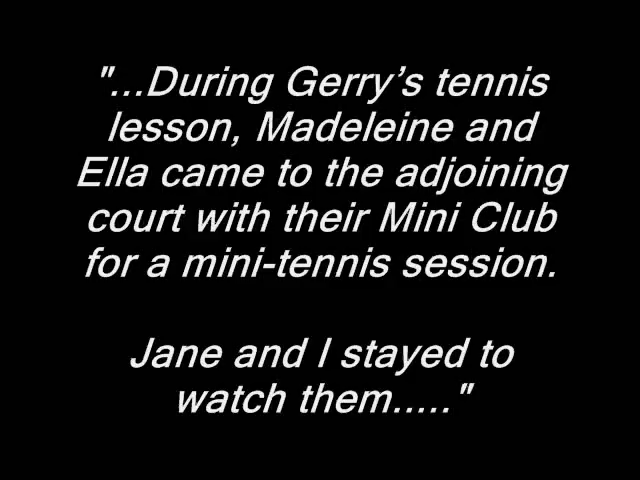 "...During Gerry’s tennis
lesson, Madeleine and
Ella came to the adjoining
court with their Mini Club
for a mini-tennis session.
Jane and I stayed to
watch them....."